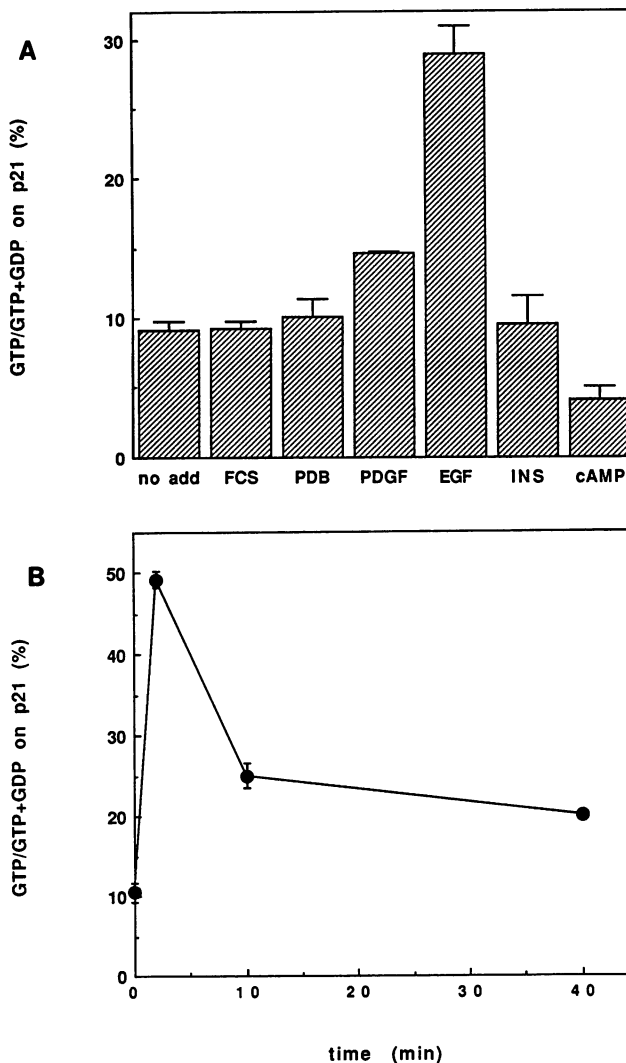 A
GTP/GTP+GDP on p21 (%)
30
20
10
0
no add FCS PDB PDGF EGF INS cAMP
B
GTP/GTP+GDP on p21 (%)
50
40
30
20
10
0
0 10 20 30 40
time (min)